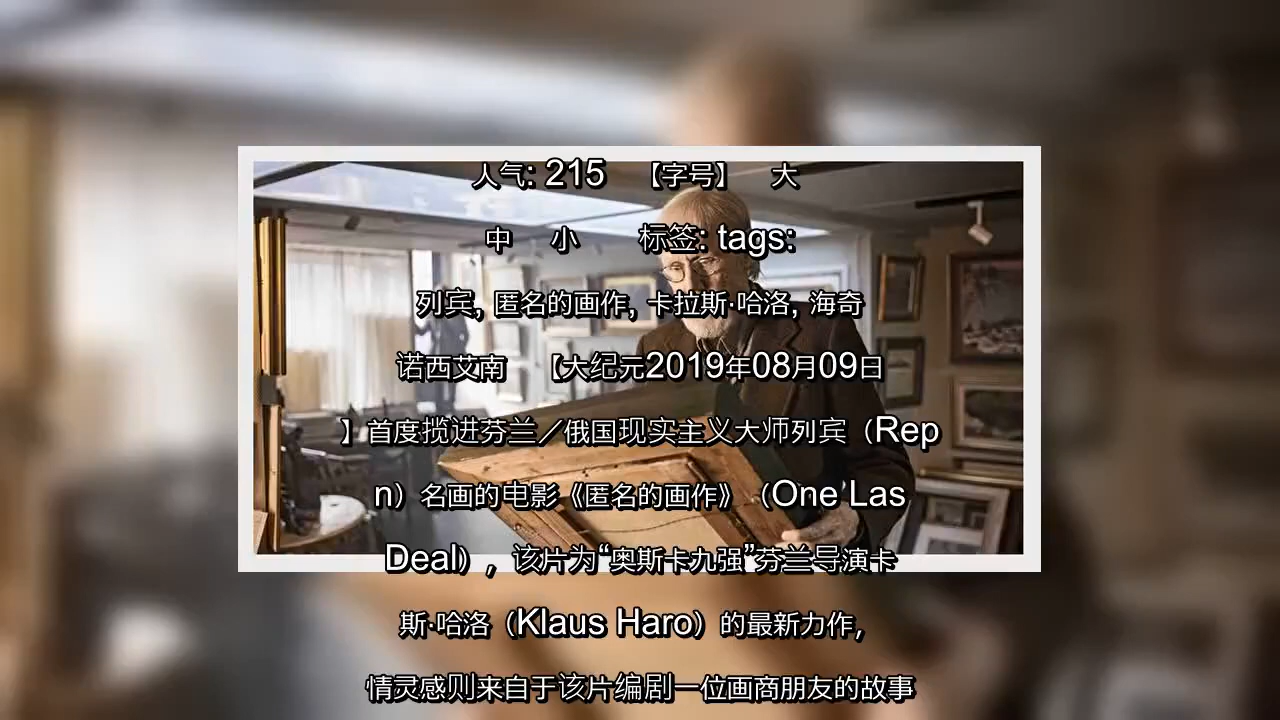 人气: 215 【字号】 大
中 小 标签: tags:
列宾, 匿名的画作, 卡拉斯·哈洛, 海奇
诺西艾南 【大纪元2019年08月09日
】首度揽进芬兰／俄国现实主义大师列宾（Rep
n）名画的电影《匿名的画作》（One Las
Deal），该片为“奥斯卡九强”芬兰导演卡
斯·哈洛（Klaus Haro）的最新力作，
情灵感则来自于该片编剧一位画商朋友的故事